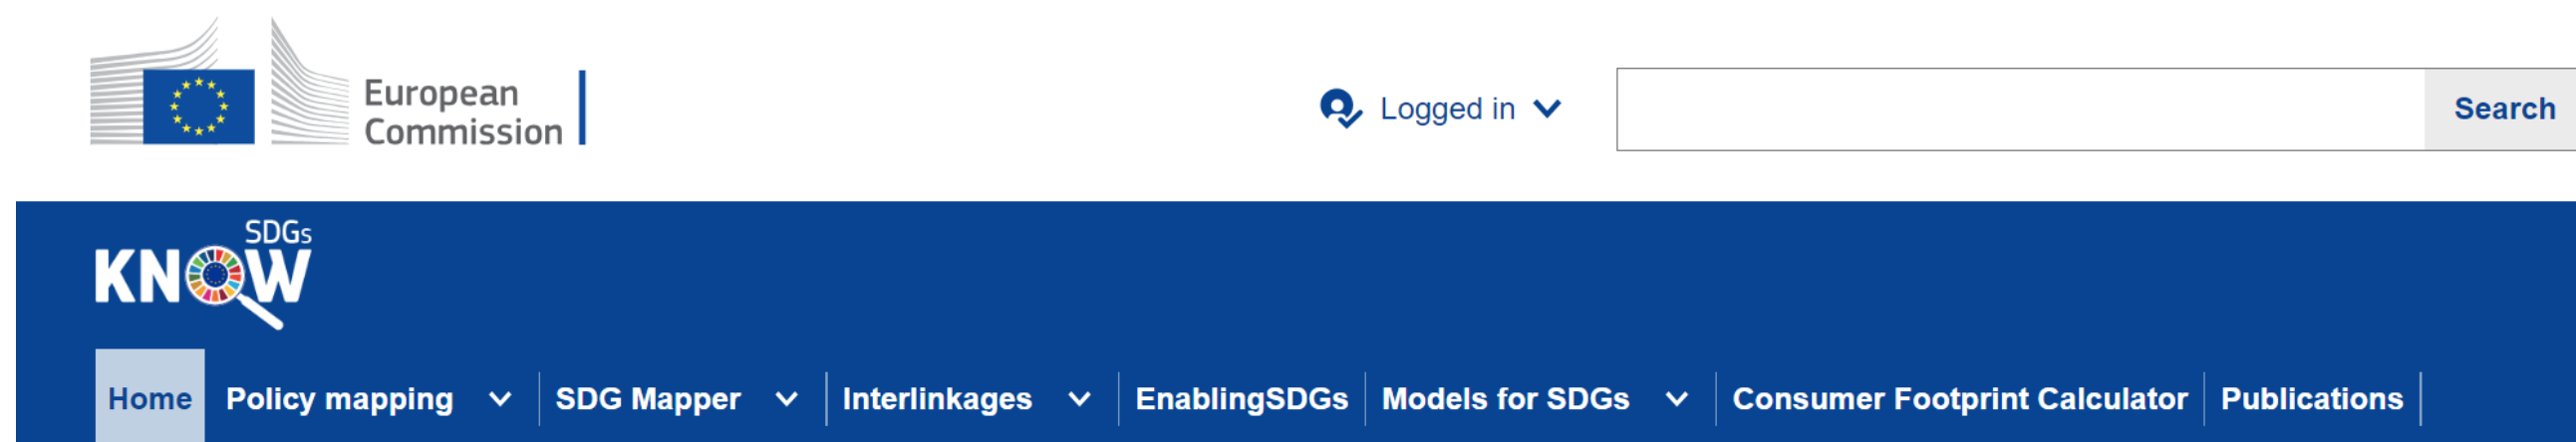 European
Commission
Logged in
Search
SDGs
KNOW
Home Policy mapping SDG Mapper Interlinkages EnablingSDGs Models for SDGs Consumer Footprint Calculator Publications